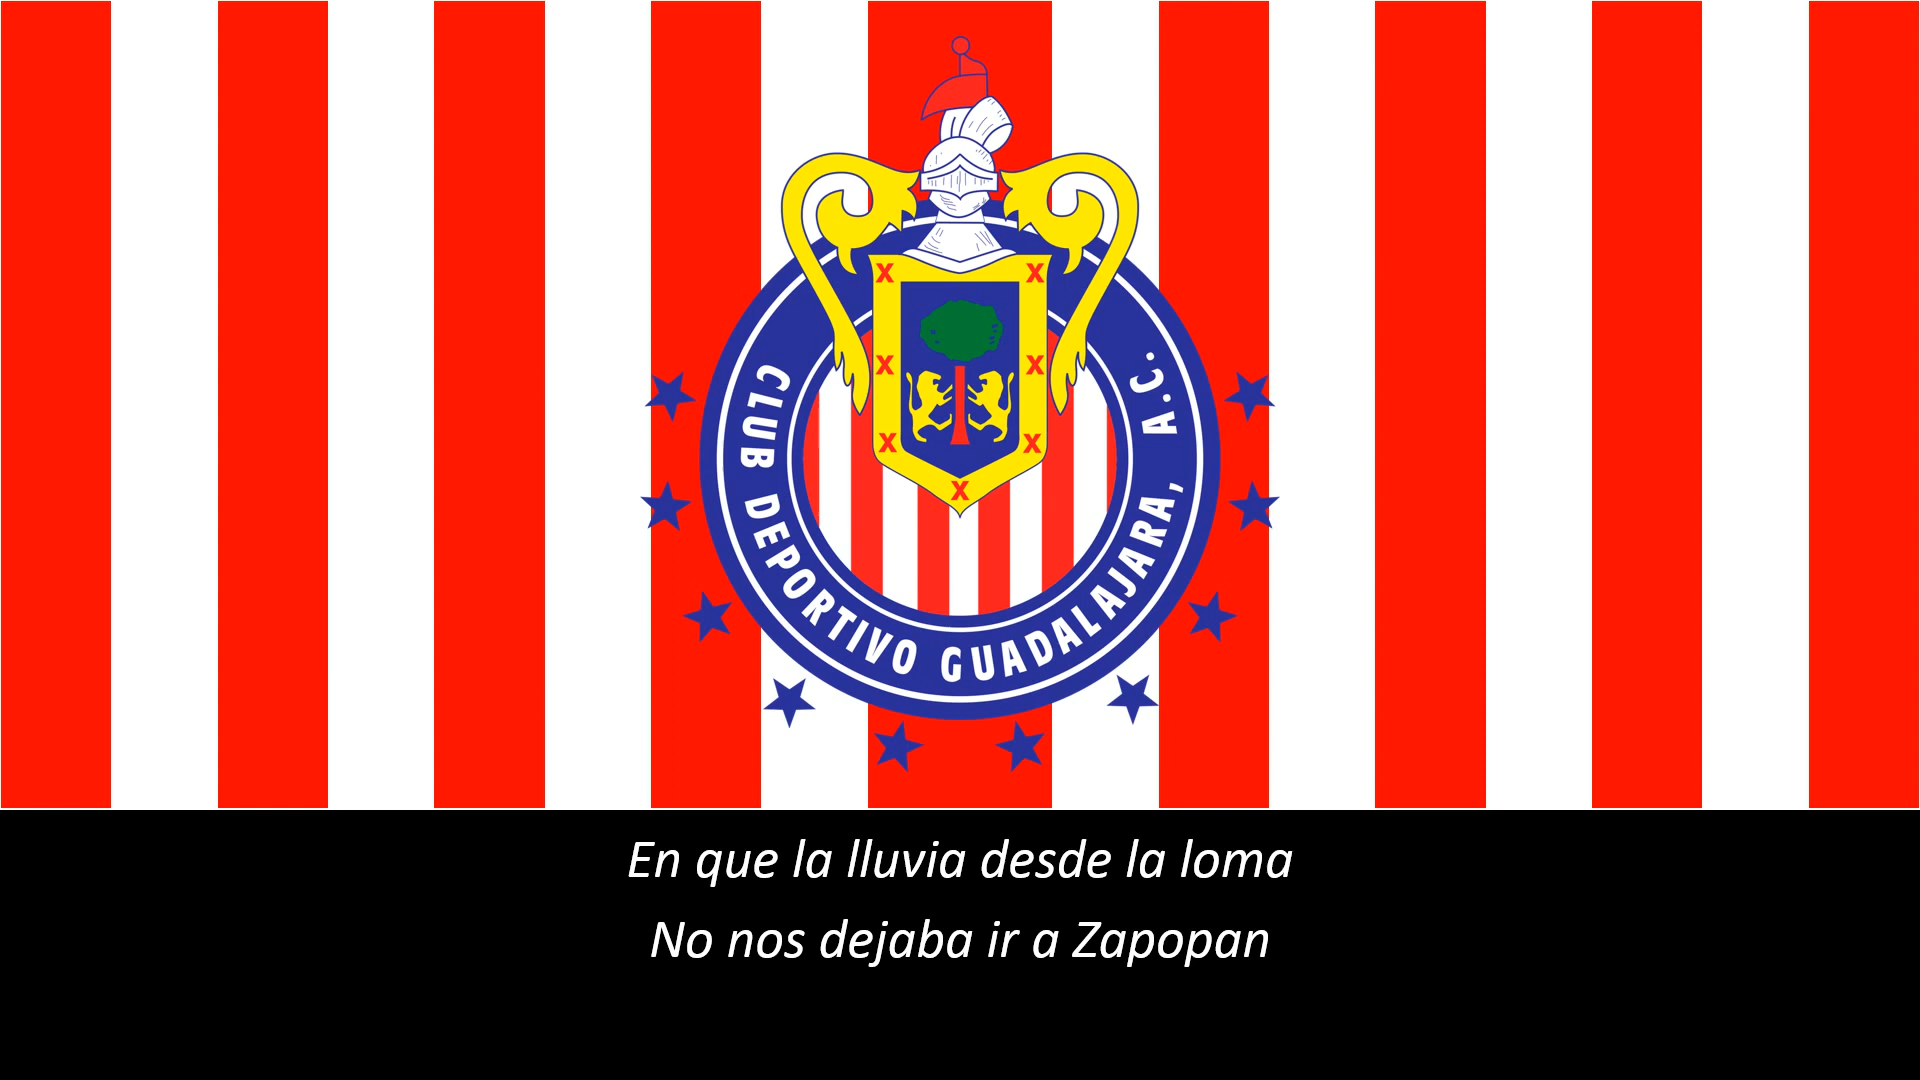 CLUB DEPORTIVO GUADALAJARA, A.C.
X X
X X
X X
X
En que la lluvia desde la loma
No nos dejaba ir a Zapopan